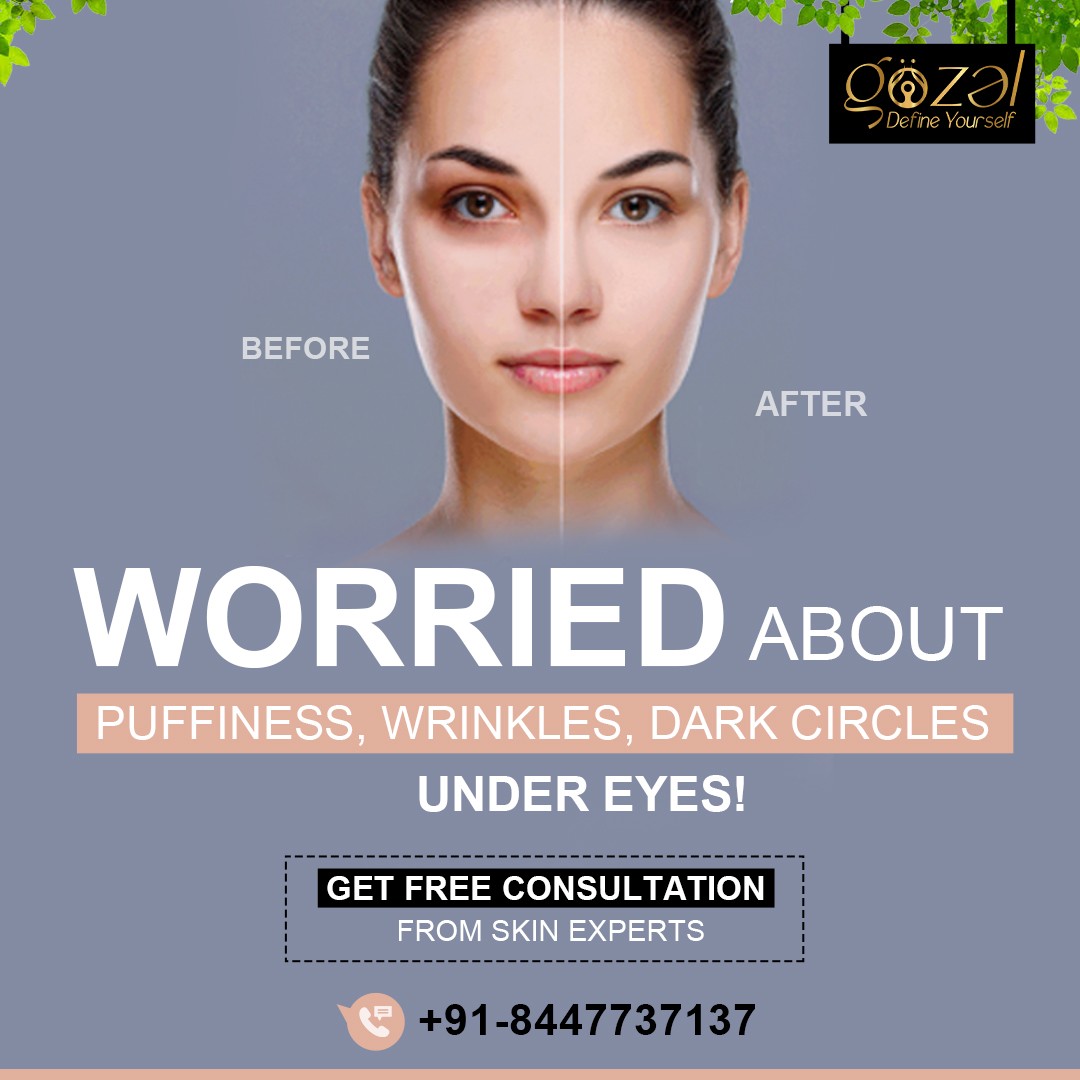 gözəl
Define Yourself
BEFORE
AFTER
WORRIED ABOUT
PUFFINESS, WRINKLES, DARK CIRCLES
UNDER EYES!
GET FREE CONSULTATION
FROM SKIN EXPERTS
+91-8447737137